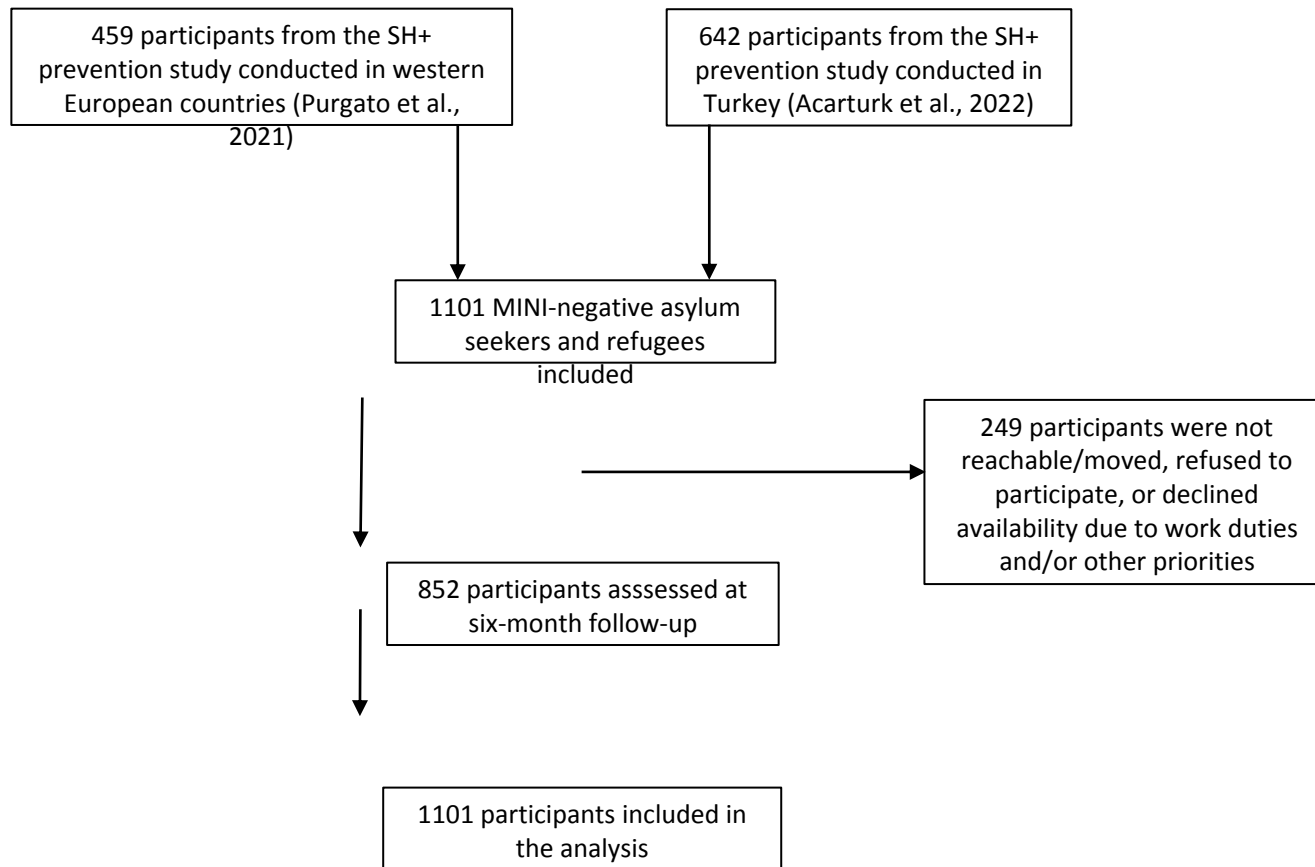 459 participants from the SH+
prevention study conducted in western
European countries (Purgato et al.,
2021)
642 participants from the SH+
prevention study conducted in
Turkey (Acarturk et al., 2022)
1101 MINI-negative asylum
seekers and refugees
included
249 participants were not
reachable/moved, refused to
participate, or declined
availability due to work duties
and/or other priorities
852 participants asssessed at
six-month follow-up
1101 participants included in
the analysis